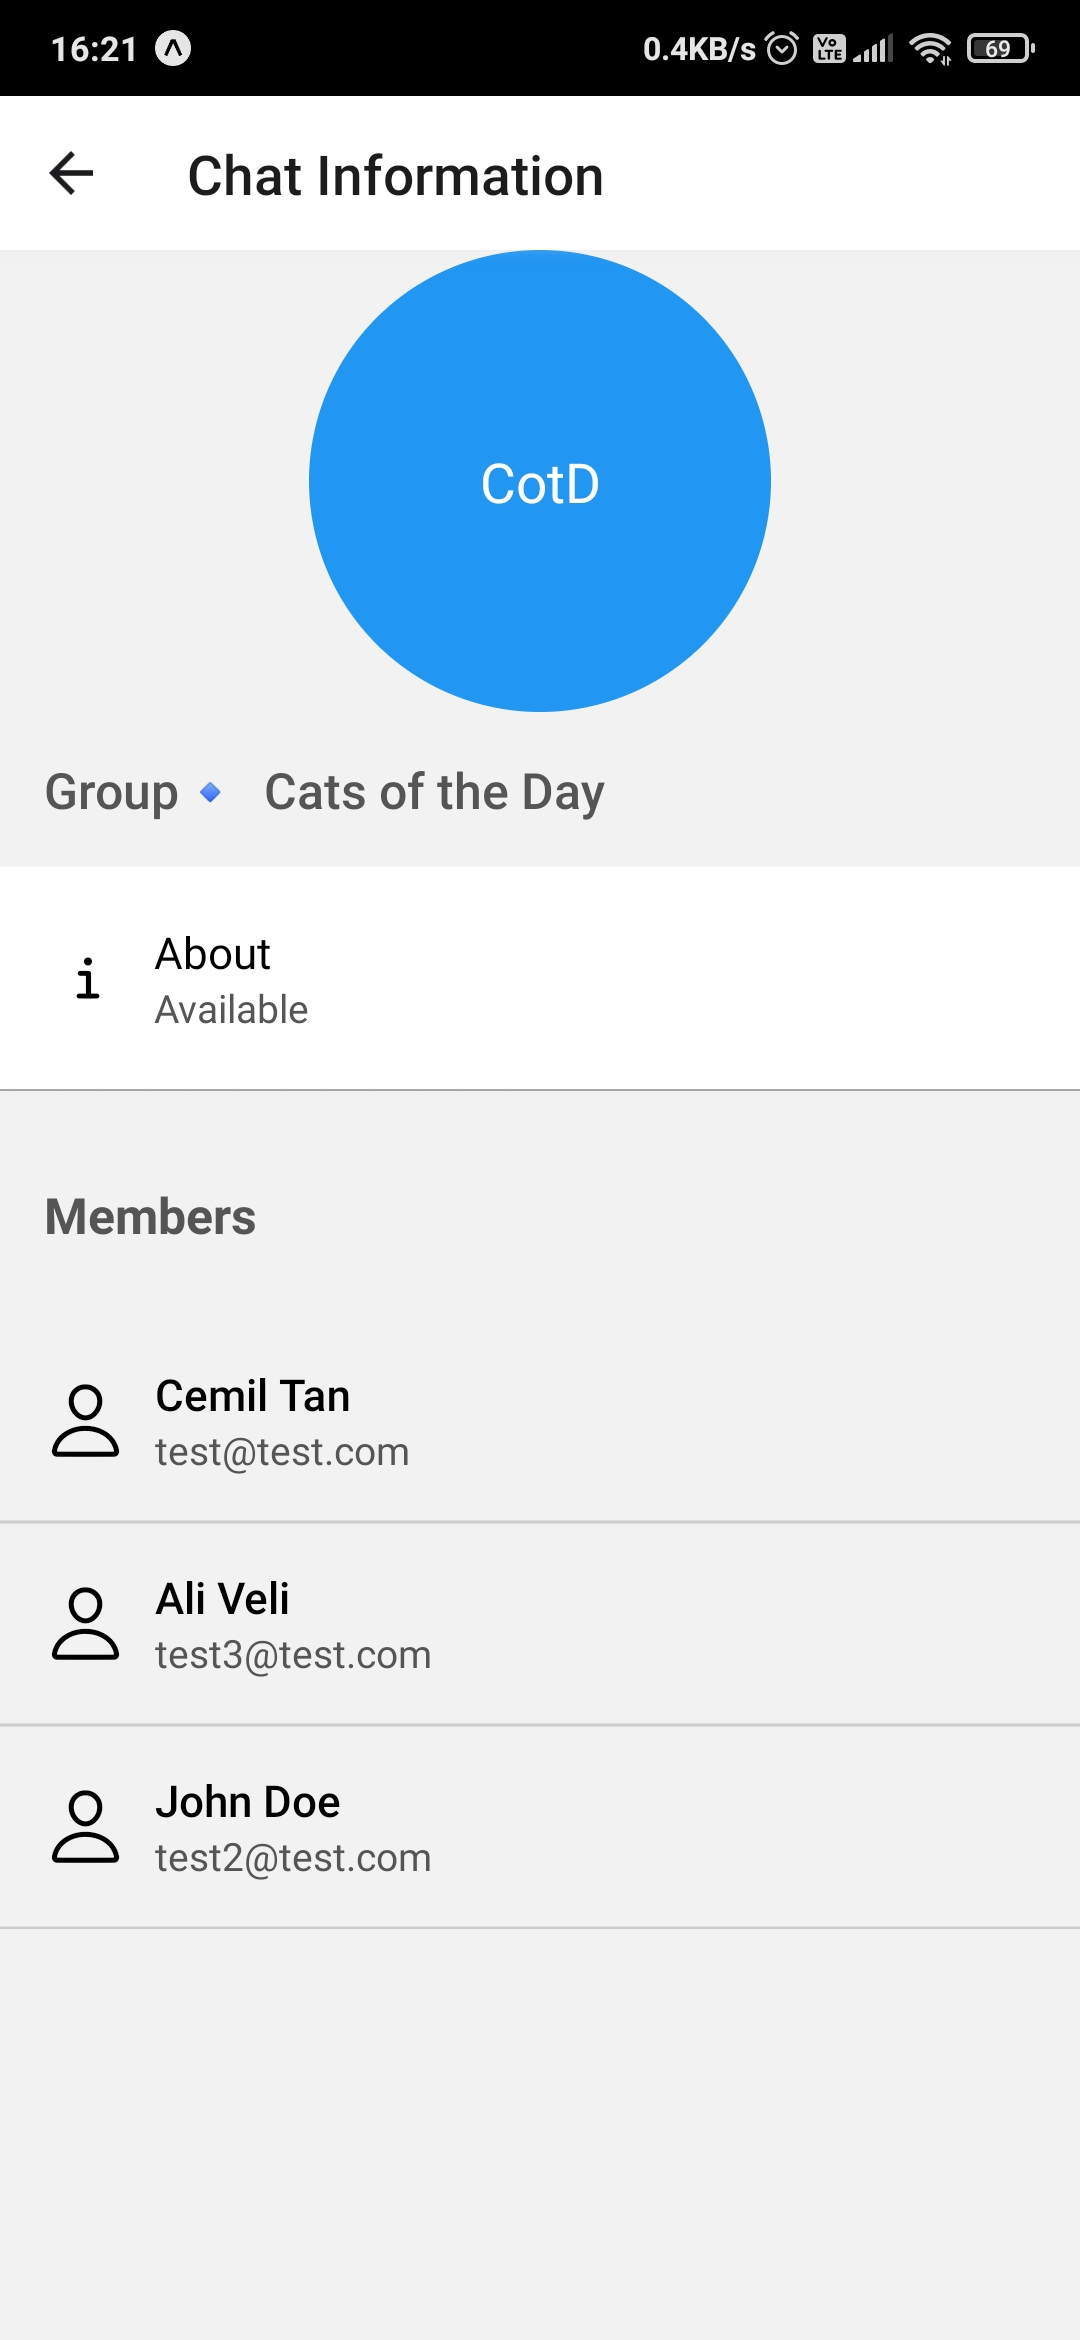 16:21 0.4KB/s Vo LTE 69
Chat Information
CotD
Group Cats of the Day
i About
Available
Members
Cemil Tan
test@test.com
Ali Veli
test3@test.com
John Doe
test2@test.com